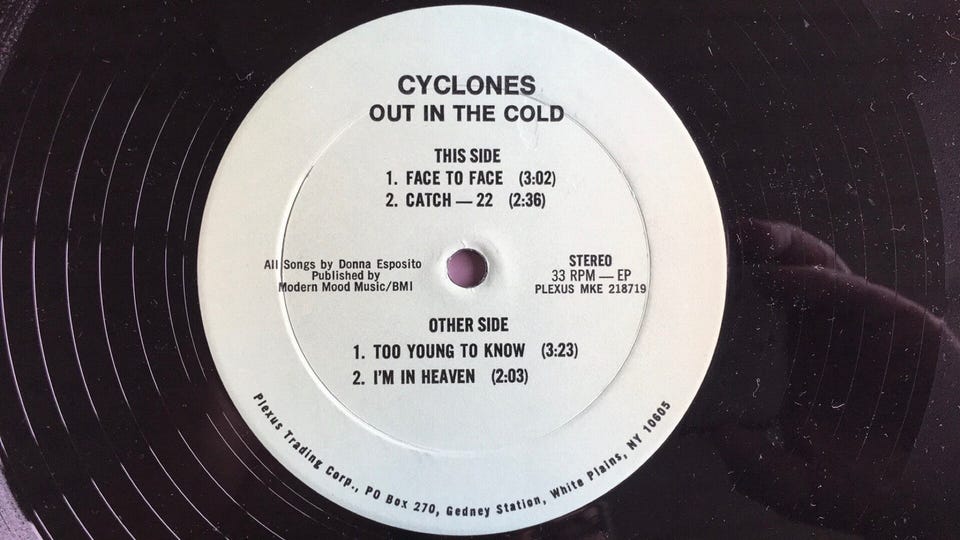 CYCLONES
OUT IN THE COLD
THIS SIDE
1. FACE TO FACE (3:02)
2. CATCH — 22 (2:36)
All Songs by Donna Esposito
Published by
Modern Mood Music/BMI
STEREO
33 RPM — EP
PLEXUS MKE 218719
OTHER SIDE
1. TOO YOUNG TO KNOW (3:23)
2. I'M IN HEAVEN (2:03)
Plexus Trading Corp., PO Box 270, Gedney Station, White Plains, NY 10605